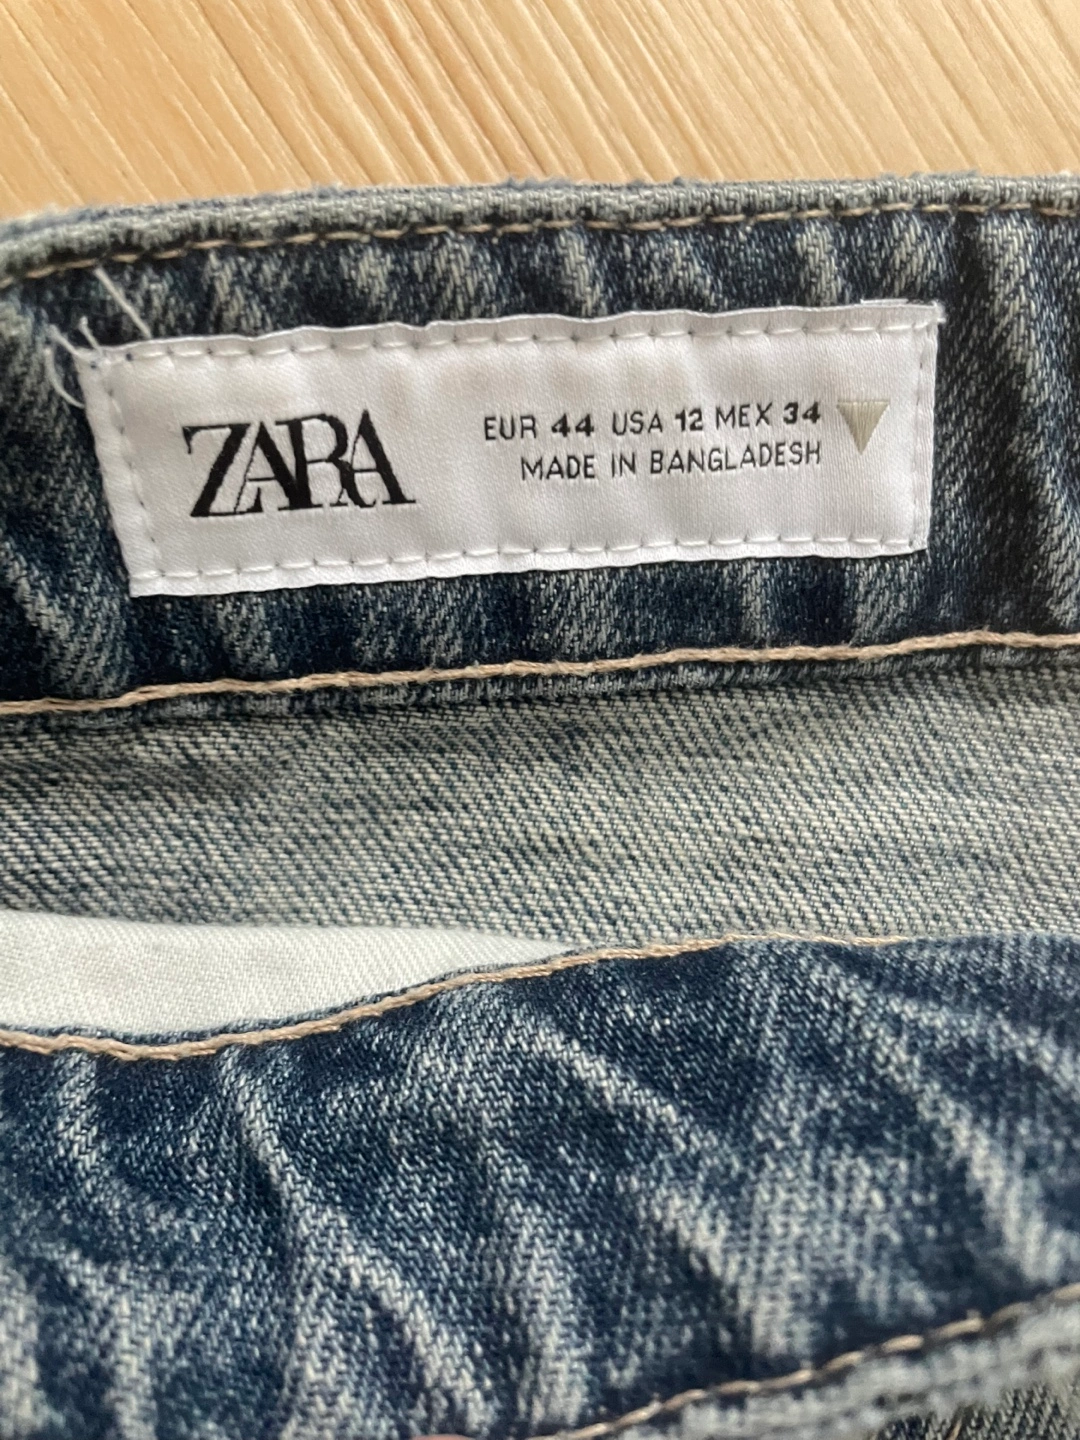 ZARA
EUR 44 USA 12 MEX 34
MADE IN BANGLADESH